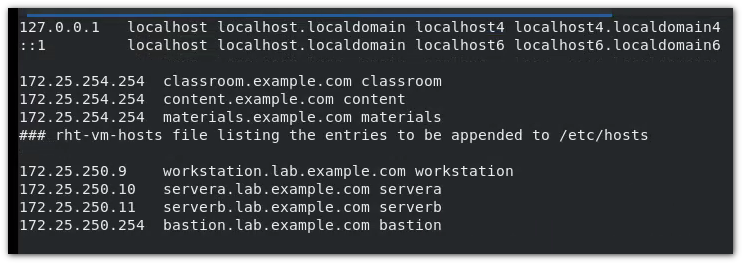 127.0.0.1 localhost localhost.localdomain localhost4 localhost4.localdomain4
::1 localhost localhost.localdomain localhost6 localhost6.localdomain6
172.25.254.254 classroom.example.com classroom
172.25.254.254 content.example.com content
172.25.254.254 materials.example.com materials
### rht-vm-hosts file listing the entries to be appended to /etc/hosts
172.25.250.9 workstation.lab.example.com workstation
172.25.250.10 servera.lab.example.com servera
172.25.250.11 serverb.lab.example.com serverb
172.25.250.254 bastion.lab.example.com bastion